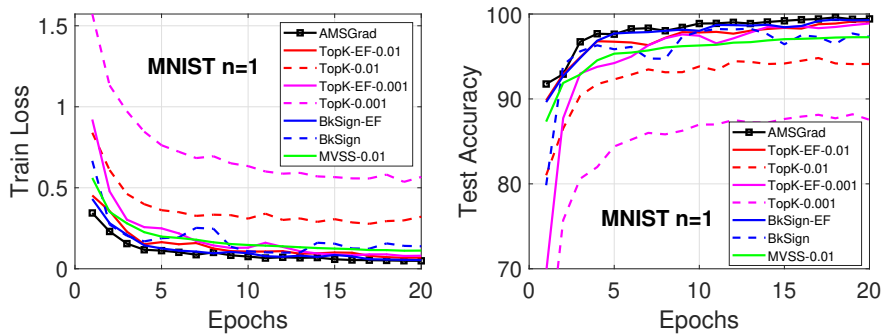 Train Loss
1.5
1
0.5
0
0
5
10
15
20
Epochs
MNIST n=1
AMSGrad
TopK-EF-0.01
TopK-0.01
TopK-EF-0.001
TopK-0.001
BkSign-EF
BkSign
MVSS-0.01
Test Accuracy
100
90
80
70
0
5
10
15
20
Epochs
MNIST n=1
AMSGrad
TopK-EF-0.01
TopK-0.01
TopK-EF-0.001
TopK-0.001
BkSign-EF
BkSign
MVSS-0.01